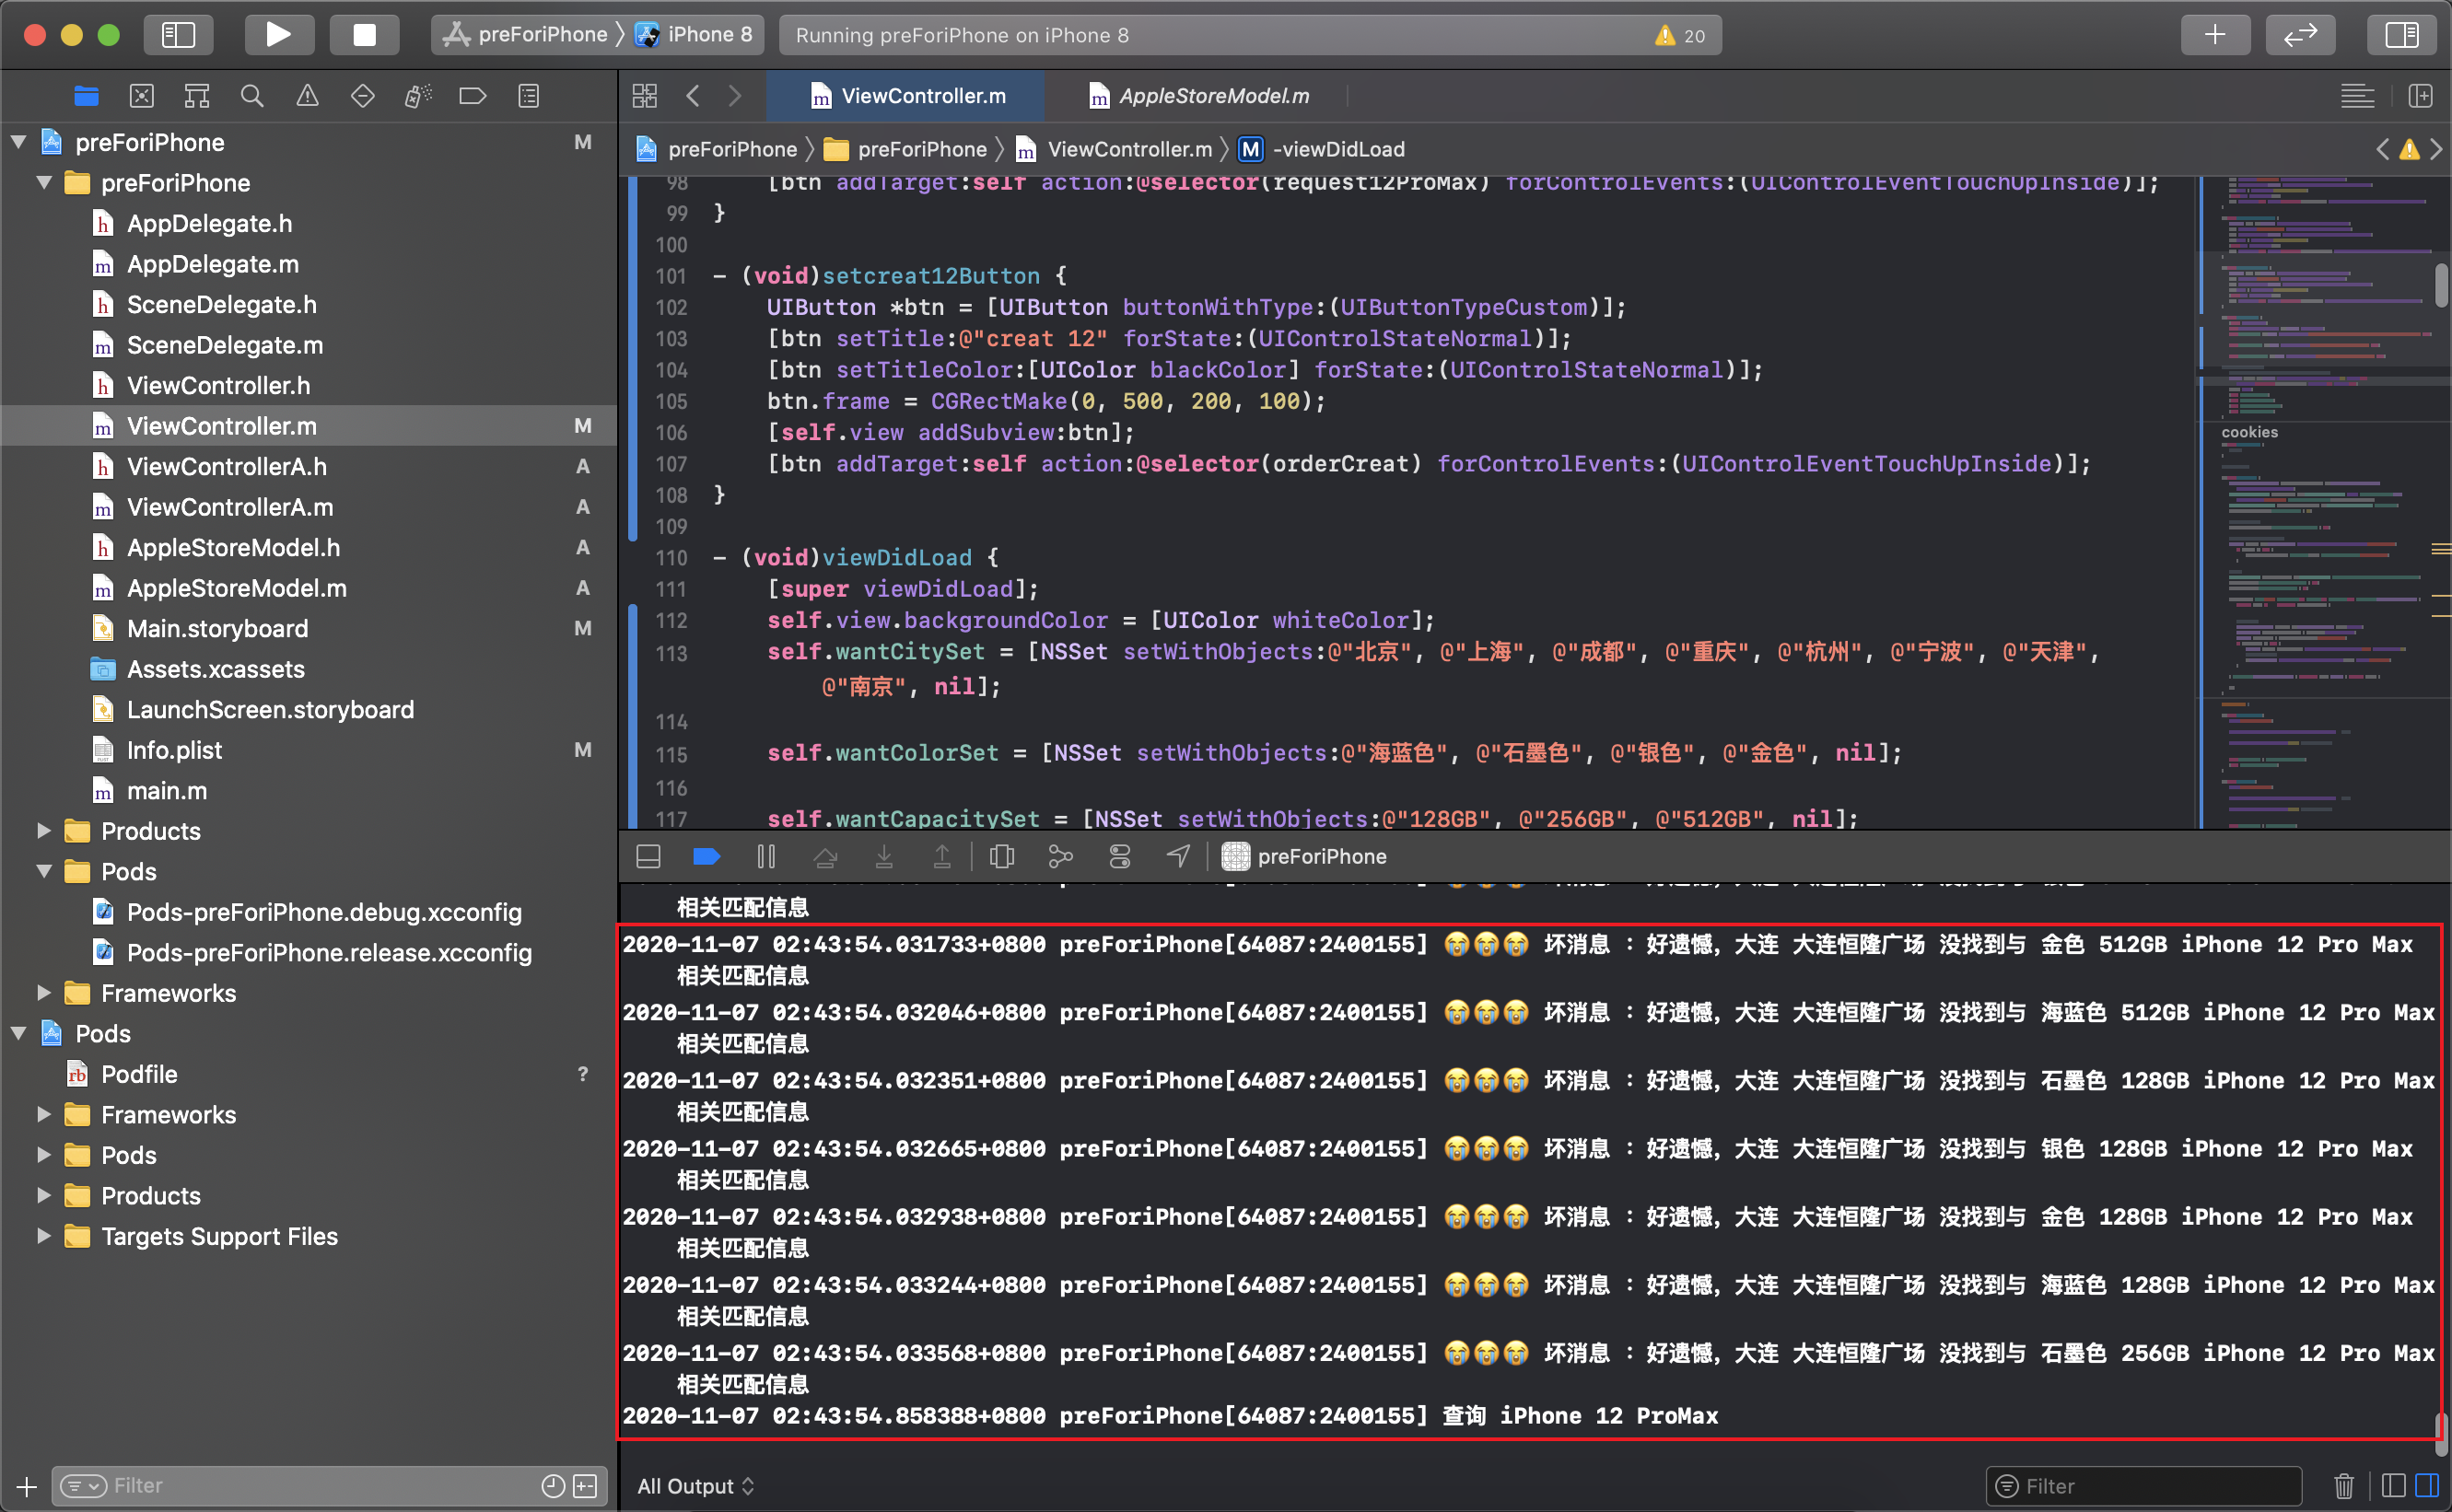 preForiPhone 〉 iPhone 8
Running preForiPhone on iPhone 8
20
ViewController.m
AppleStoreModel.m
preForiPhone 〉 preForiPhone 〉 ViewController.m 〉 M -viewDidLoad
preForiPhone M
preForiPhone
AppDelegate.h
AppDelegate.m
SceneDelegate.h
SceneDelegate.m
ViewController.h
ViewController.m M
ViewControllerA.h A
ViewControllerA.m A
AppleStoreModel.h A
AppleStoreModel.m A
Main.storyboard M
Assets.xcassets
LaunchScreen.storyboard
Info.plist M
main.m
Products
Pods
Pods-preForiPhone.debug.xcconfig
Pods-preForiPhone.release.xcconfig
Frameworks
Pods
Podfile ?
Frameworks
Pods
Products
Targets Support Files
Filter
98 [btn addTarget:self action:@selector(request12ProMax) forControlEvents:(UIControlEventTouchUpInside)];
99 }
100
101 - (void)setcreat12Button {
102 UIButton *btn = [UIButton buttonWithType:(UIButtonTypeCustom)];
103 [btn setTitle:@"creat 12" forState:(UIControlStateNormal)];
104 [btn setTitleColor:[UIColor blackColor] forState:(UIControlStateNormal)];
105 btn.frame = CGRectMake(0, 500, 200, 100);
106 [self.view addSubview:btn];
107 [btn addTarget:self action:@selector(orderCreat) forControlEvents:(UIControlEventTouchUpInside)];
108 }
109
110 - (void)viewDidLoad {
111 [super viewDidLoad];
112 self.view.backgroundColor = [UIColor whiteColor];
113 self.wantCitySet = [NSSet setWithObjects:@"北京", @"上海", @"成都", @"重庆", @"杭州", @"宁波", @"天津",
@"南京", nil];
114
115 self.wantColorSet = [NSSet setWithObjects:@"海蓝色", @"石墨色", @"银色", @"金色", nil];
116
117 self.wantCapacitySet = [NSSet setWithObjects:@"128GB", @"256GB", @"512GB", nil];
cookies
preForiPhone
相关匹配信息
2020-11-07 02:43:54.031733+0800 preForiPhone[64087:2400155] 😭😭😭 坏消息 : 好遗憾, 大连 大连恒隆广场 没找到与 金色 512GB iPhone 12 Pro Max
相关匹配信息
2020-11-07 02:43:54.032046+0800 preForiPhone[64087:2400155] 😭😭😭 坏消息 : 好遗憾, 大连 大连恒隆广场 没找到与 海蓝色 512GB iPhone 12 Pro Max
相关匹配信息
2020-11-07 02:43:54.032351+0800 preForiPhone[64087:2400155] 😭😭😭 坏消息 : 好遗憾, 大连 大连恒隆广场 没找到与 石墨色 128GB iPhone 12 Pro Max
相关匹配信息
2020-11-07 02:43:54.032665+0800 preForiPhone[64087:2400155] 😭😭😭 坏消息 : 好遗憾, 大连 大连恒隆广场 没找到与 银色 128GB iPhone 12 Pro Max
相关匹配信息
2020-11-07 02:43:54.032938+0800 preForiPhone[64087:2400155] 😭😭😭 坏消息 : 好遗憾, 大连 大连恒隆广场 没找到与 金色 128GB iPhone 12 Pro Max
相关匹配信息
2020-11-07 02:43:54.033244+0800 preForiPhone[64087:2400155] 😭😭😭 坏消息 : 好遗憾, 大连 大连恒隆广场 没找到与 海蓝色 128GB iPhone 12 Pro Max
相关匹配信息
2020-11-07 02:43:54.033568+0800 preForiPhone[64087:2400155] 😭😭😭 坏消息 : 好遗憾, 大连 大连恒隆广场 没找到与 石墨色 256GB iPhone 12 Pro Max
相关匹配信息
2020-11-07 02:43:54.858388+0800 preForiPhone[64087:2400155] 查询 iPhone 12 ProMax
All Output
Filter